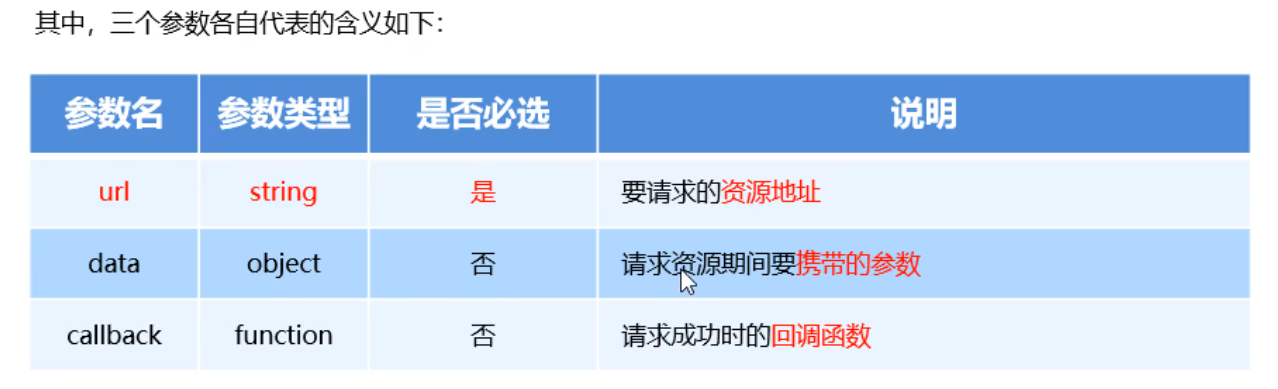 其中，三个参数各自代表的含义如下：
参数名 参数类型 是否必选 说明
url string 是 要请求的资源地址
data object 否 请求资源期间要携带的参数
callback function 否 请求成功时的回调函数